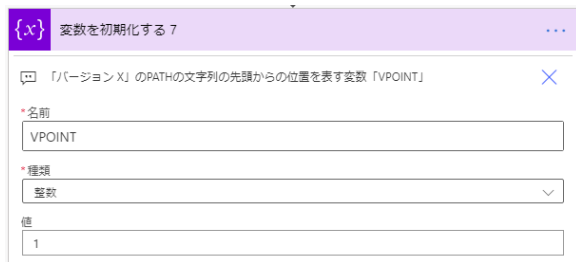 {x} 変数を初期化する 7
「バージョン X」のPATHの文字列の先頭からの位置を表す変数「VPOINT」
*名前
VPOINT
*種類
整数
値
1